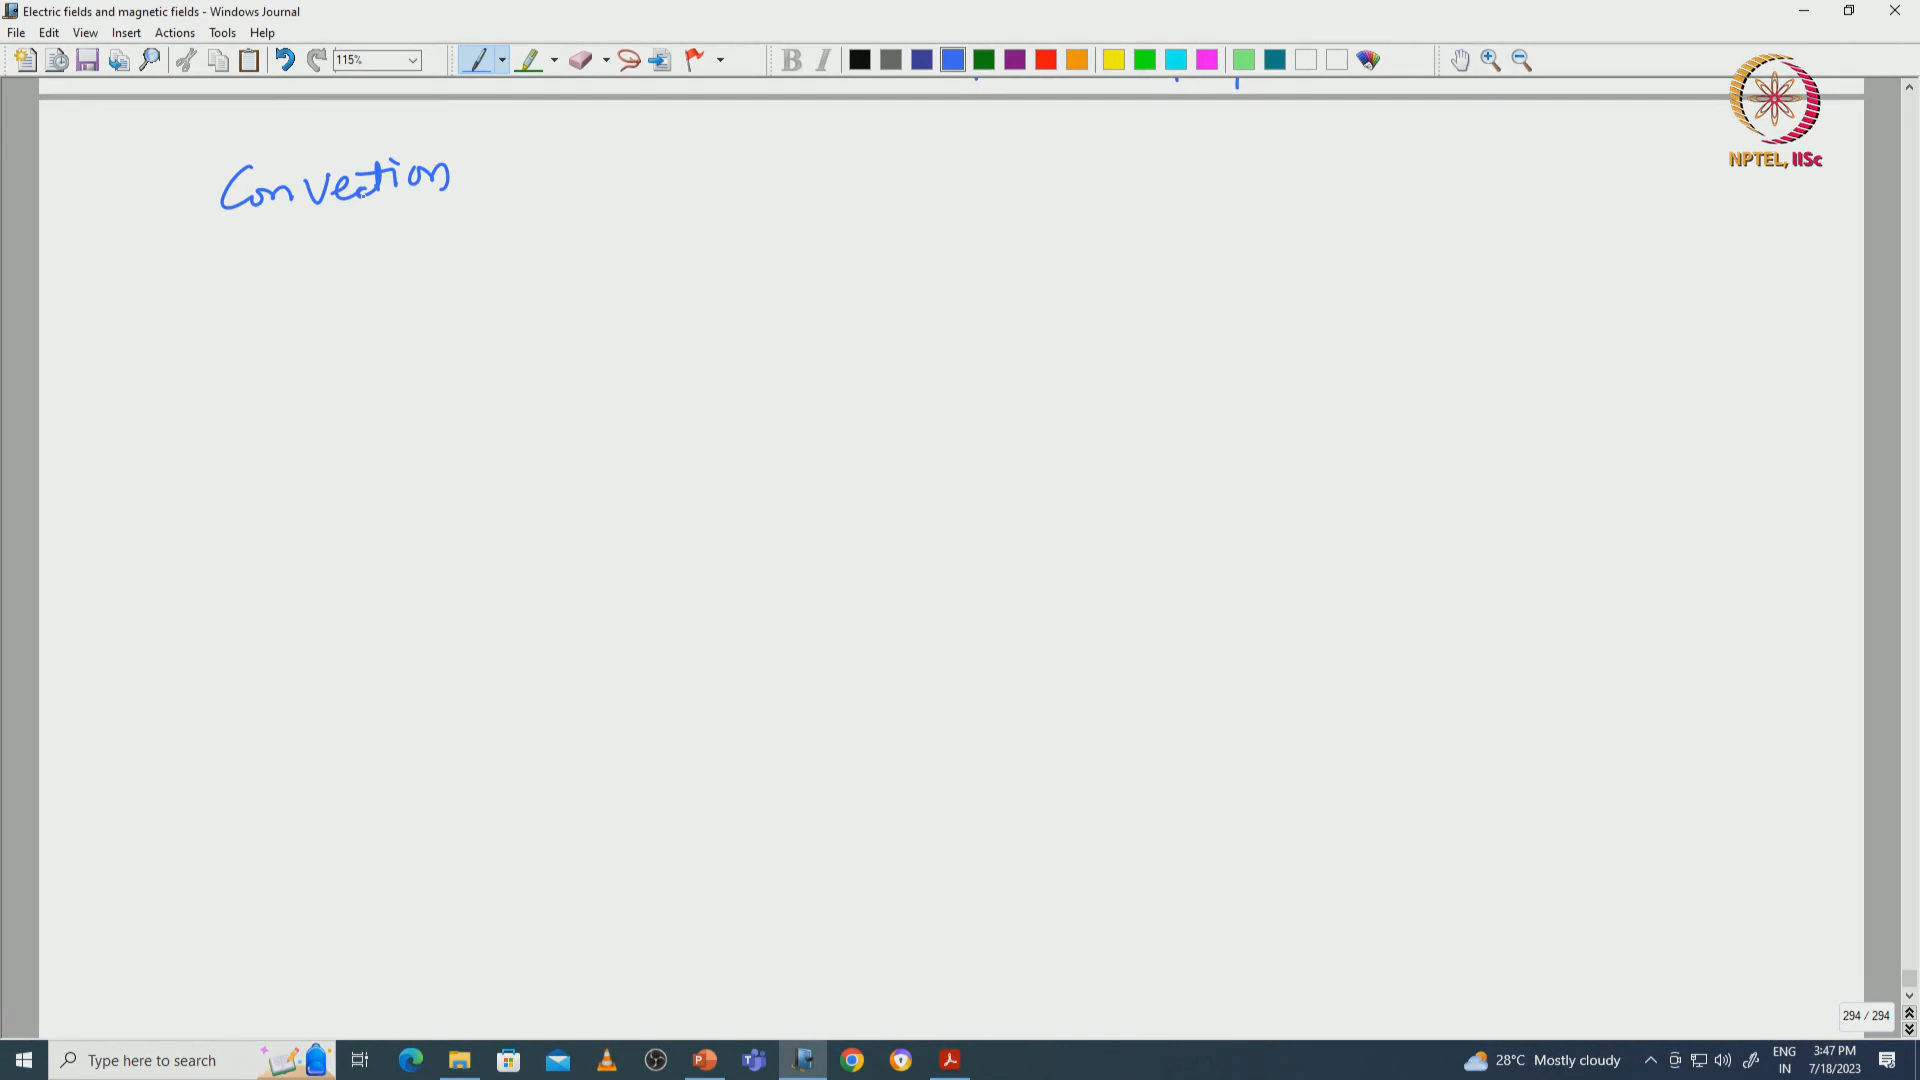 Electric fields and magnetic fields - Windows Journal
File Edit View Insert Actions Tools Help
115%
B I
NPTEL, IISc
Convection
294 / 294
Type here to search
28°C Mostly cloudy
ENG
IN
3:47 PM
7/18/2023